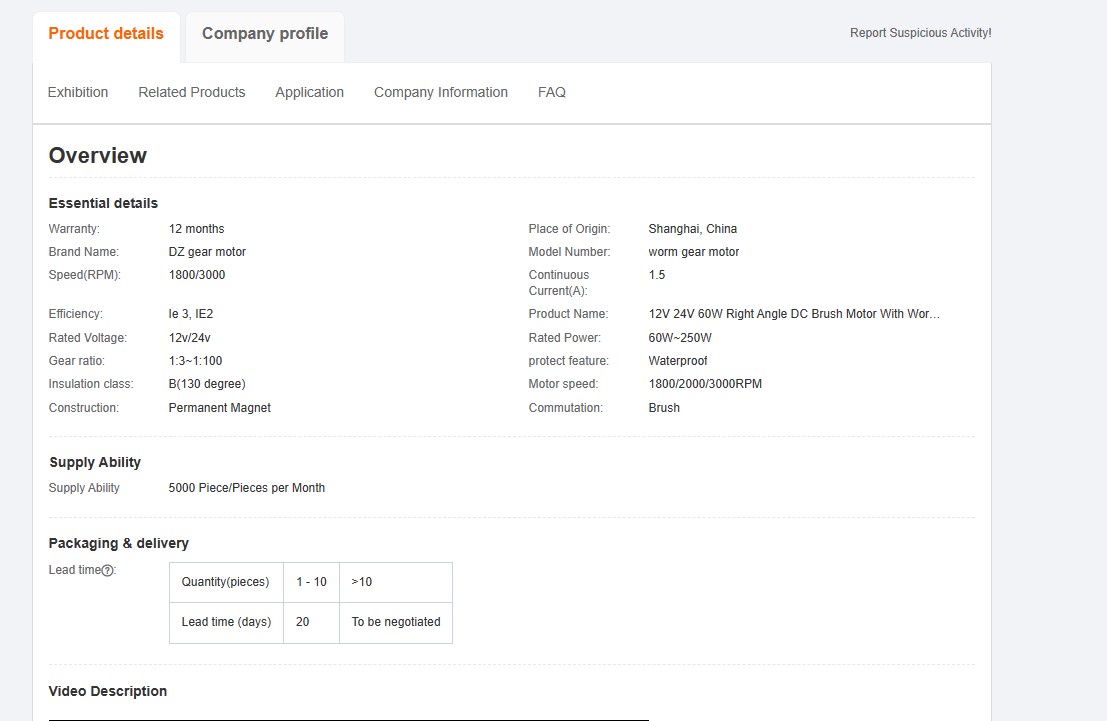 Product details
Company profile
Report Suspicious Activity!
Exhibition
Related Products
Application
Company Information
FAQ
Overview
Essential details
Warranty: 12 months
Place of Origin: Shanghai, China
Brand Name: DZ gear motor
Model Number: worm gear motor
Speed(RPM): 1800/3000
Continuous 1.5
Current(A):
Efficiency: Ie 3, IE2
Product Name: 12V 24V 60W Right Angle DC Brush Motor With Wor…
Rated Voltage: 12v/24v
Rated Power: 60W~250W
Gear ratio: 1:3~1:100
protect feature: Waterproof
Insulation class: B(130 degree)
Motor speed: 1800/2000/3000RPM
Construction: Permanent Magnet
Commutation: Brush
Supply Ability
Supply Ability 5000 Piece/Pieces per Month
Packaging & delivery
Lead time?:
Quantity(pieces) 1 - 10 >10
Lead time (days) 20 To be negotiated
Video Description